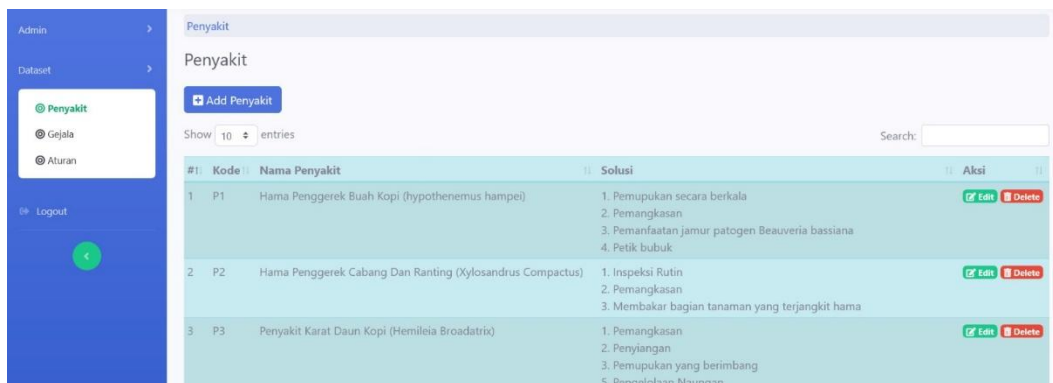 Admin
Dataset
Penyakit
Gejala
Aturan
Logout
Penyakit
Penyakit
Add Penyakit
Show 10 entries
Search:
# Kode Nama Penyakit Solusi Aksi
1 P1 Hama Penggerek Buah Kopi (hypothenemus hampei) 1. Pemupukan secara berkala Edit Delete
2. Pemangkasan
3. Pemanfaatan jamur patogen Beauveria bassiana
4. Petik bubuk
2 P2 Hama Penggerek Cabang Dan Ranting (Xylosandrus Compactus) 1. Inspeksi Rutin Edit Delete
2. Pemangkasan
3. Membakar bagian tanaman yang terjangkit hama
3 P3 Penyakit Karat Daun Kopi (Hemileia Broadatrix) 1. Pemangkasan Edit Delete
2. Penyiangan
3. Pemupukan yang berimbang
5. Pengelolaan Naungan